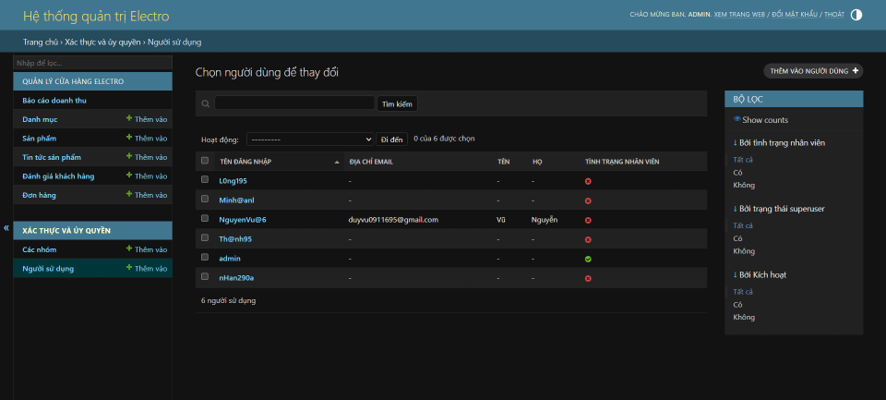 Hệ thống quản trị Electro
CHÀO MỪNG BẠN, ADMIN. XEM TRANG WEB / ĐỔI MẬT KHẨU / THOÁT
Trang chủ › Xác thực và ủy quyền › Người sử dụng
Nhập để lọc...
QUẢN LÝ CỬA HÀNG ELECTRO
Báo cáo doanh thu
Danh mục + Thêm vào
Sản phẩm + Thêm vào
Tin tức sản phẩm + Thêm vào
Đánh giá khách hàng + Thêm vào
Đơn hàng + Thêm vào
«
XÁC THỰC VÀ ỦY QUYỀN
Các nhóm + Thêm vào
Người sử dụng + Thêm vào
Chọn người dùng để thay đổi
THÊM VÀO NGƯỜI DÙNG +
Tìm kiếm
Hoạt động: --------- Đi đến 0 của 6 được chọn
TÊN ĐĂNG NHẬP ĐỊA CHỈ EMAIL TÊN HỌ TÌNH TRẠNG NHÂN VIÊN
L0ng195 - - -
Minh@anl - - -
NguyenVu@6 duyvu0911695@gmail.com Vũ Nguyễn
Th@nh95 - - -
admin - - -
nHan290a - - -
6 người sử dụng
BỘ LỌC
Show counts
↓ Bởi tình trạng nhân viên
Tất cả
Có
Không
↓ Bởi trạng thái superuser
Tất cả
Có
Không
↓ Bởi Kích hoạt
Tất cả
Có
Không